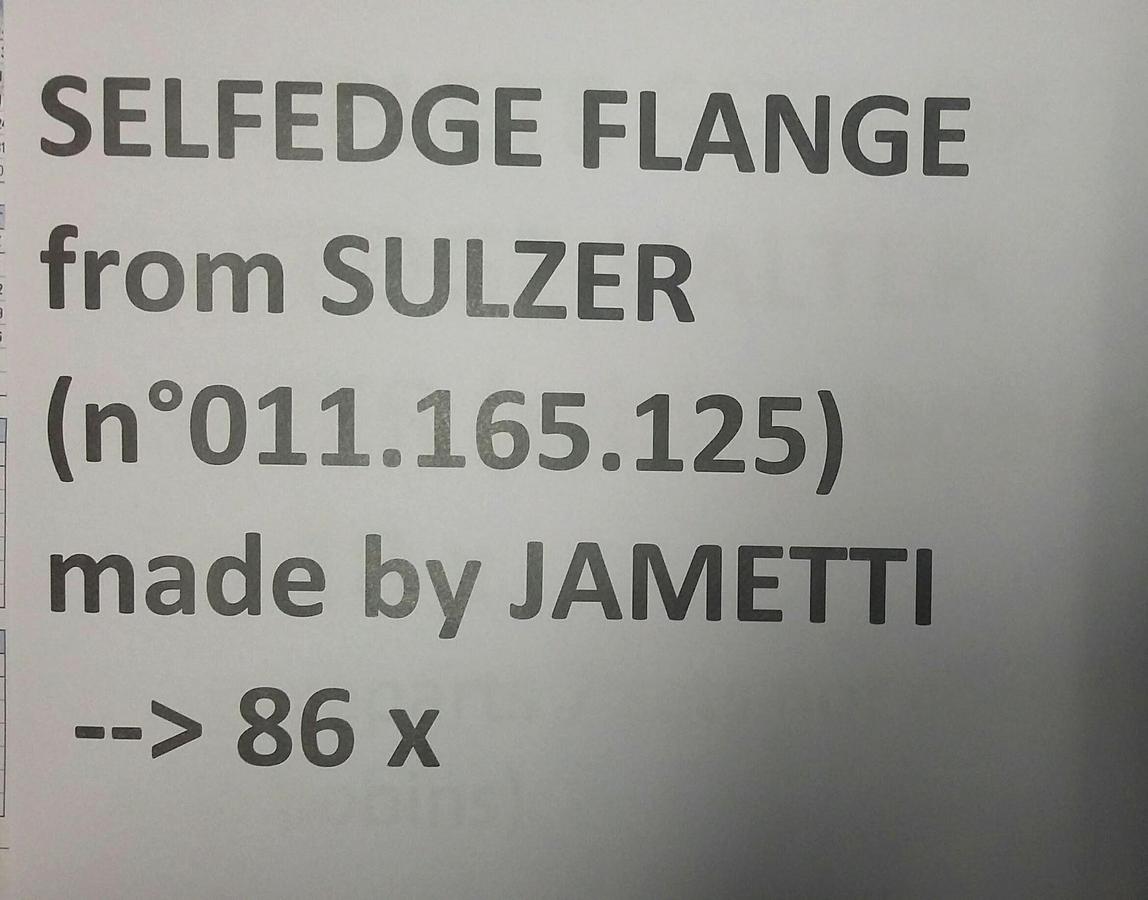 SELFEDGE FLANGE
from SULZER
(n°011.165.125)
made by JAMETTI
--> 86 x